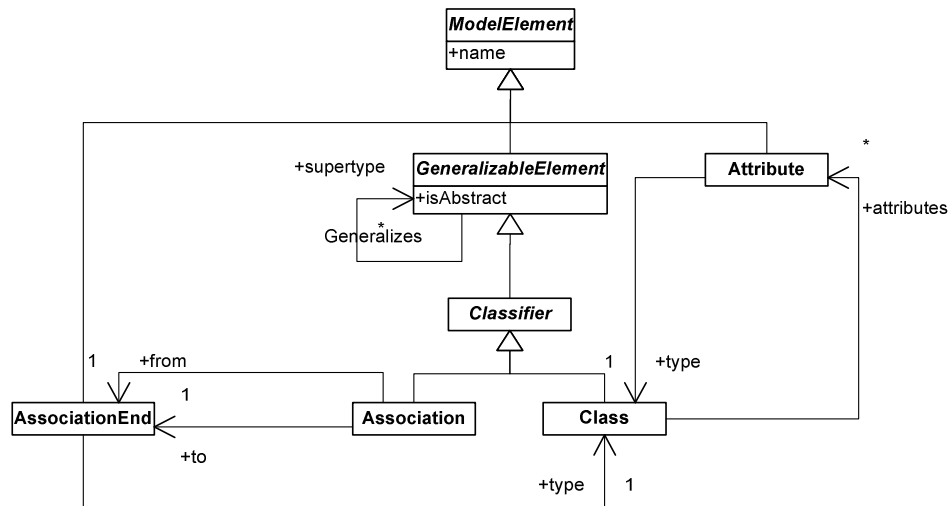 ModelElement
+name
*
+supertype
GeneralizableElement
Attribute
+isAbstract
+attributes
*
Generalizes
Classifier
1
+from
1
+type
1
AssociationEnd
Association
Class
+to
+type
1